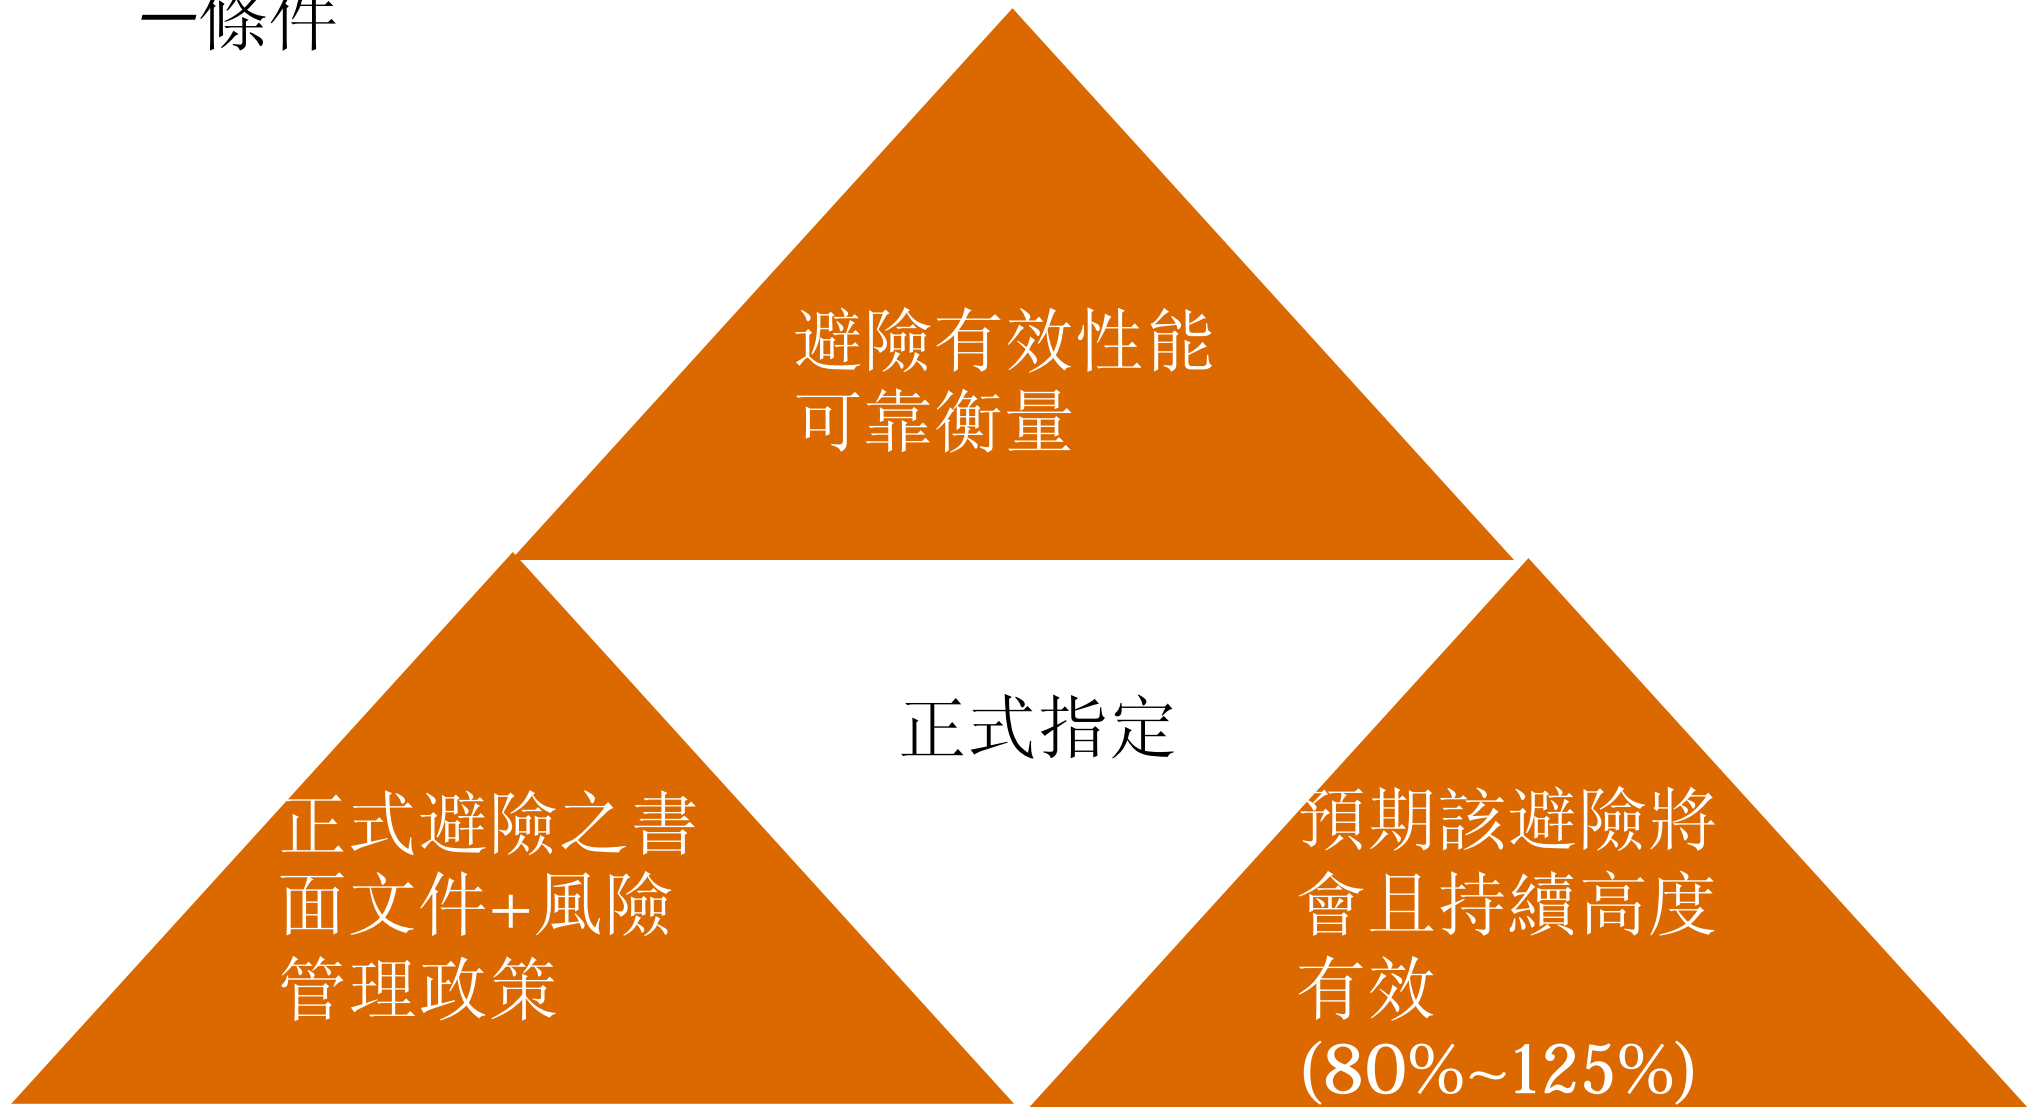 一條件
避險有效性能
可靠衡量
正式指定
正式避險之書
面文件+風險
管理政策
預期該避險將
會且持續高度
有效
(80%~125%)